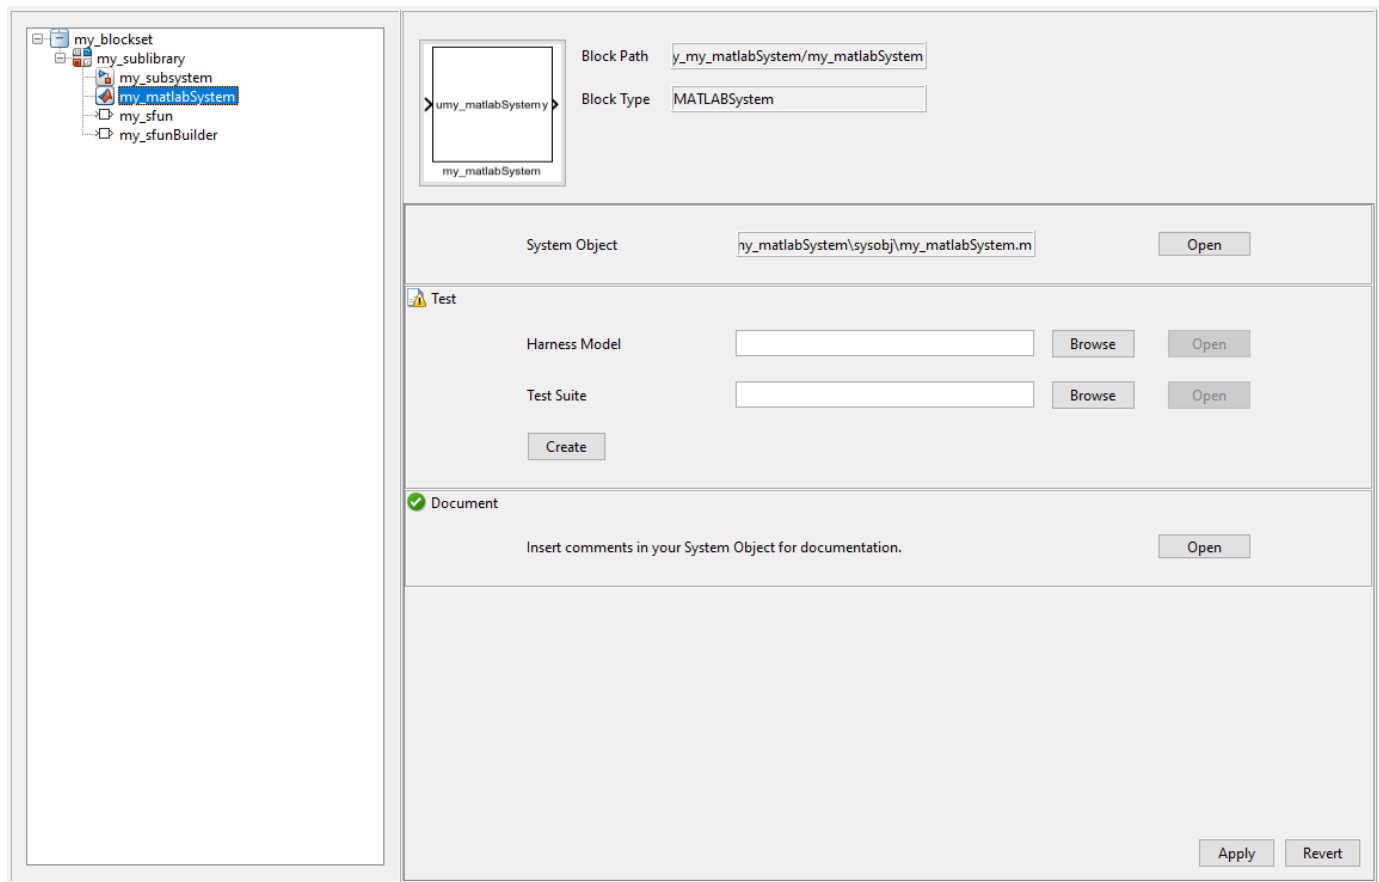 my_blockset
my_sublibrary
my_subsystem
my_matlabSystem
my_sfun
my_sfunBuilder
umy_matlabSystemy
my_matlabSystem
Block Path y_my_matlabSystem/my_matlabSystem
Block Type MATLABSystem
System Object ny_matlabSystem\sysobj\my_matlabSystem.m Open
Test
Harness Model Browse Open
Test Suite Browse Open
Create
Document
Insert comments in your System Object for documentation. Open
Apply Revert